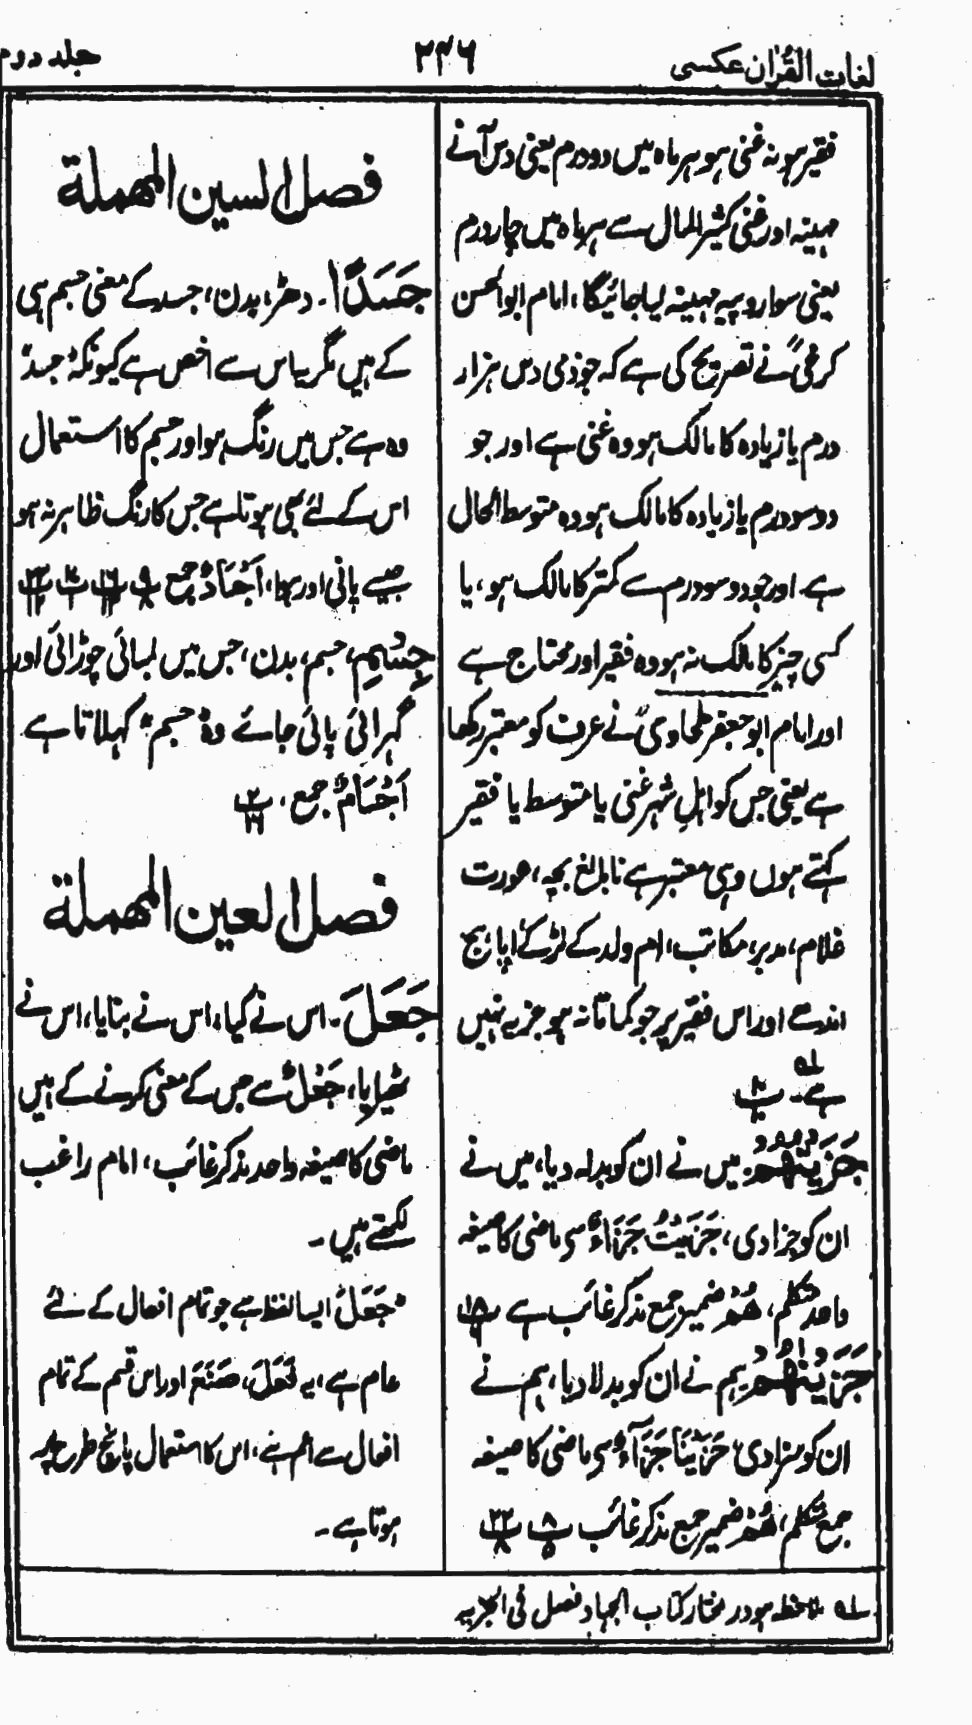 لغات القرآن عکسی
۲۴۶
جلد دوم
فقیر ہو نہ غنی ہو ہر ماہ میں دو درم یعنی دس آنے
مہینہ اور غنی کثیر المال سے ہر ماہ میں چار درم
یعنی سوا روپیہ مہینہ لیا جائیگا، امام ابو الحسن
کرخیؒ نے تصریح کی ہے کہ جو ذمی دس ہزار
درم یا زیادہ کا مالک ہو وہ غنی ہے اور جو
دو سو درم یا زیادہ کا مالک ہو وہ متوسط الحال
ہے۔ اور جو دو سو درم سے کمتر کا مالک ہو، یا
کسی چیز کا مالک نہ ہو وہ فقیر اور محتاج ہے
اور امام ابو جعفر طحاویؒ نے عرف کو معتبر رکھا
ہے یعنی جس کو اہلِ شہر غنی یا متوسط یا فقیر
کہتے ہوں وہی معتبر ہے نابالغ بچہ، عورت
غلام، مدبر، مکاتب، ام ولد کے لڑکے اپاہج
اندھے اور اس فقیر پر جو کماتا نہ ہو جزیہ نہیں
ہے۔ لہ پ۱۰
جَزَيْتُهُمْ۔ میں نے ان کو بدلہ دیا، میں نے
ان کو جزا دی، جَزَيْتُ جَزَاءٌ سے ماضی کا صیغہ
واحد متکلم، هُمْ ضمیر جمع مذکر غائب ہے پ۱۸
جَزَيْنٰهُمْ۔ ہم نے ان کو بدلا دیا، ہم نے
ان کو سزا دی، جَزَيْنَا جَزَاءٌ سے ماضی کا صیغہ
جمع متکلم، هُمْ ضمیر جمع مذکر غائب پ۸ ۵ پ۲۲ ۸
فصل السین المهملة
جَسَدًا۔ دھڑ، بدن، جسد کے معنی جسم ہی
کے ہیں مگر یہ اس سے اخص ہے کیونکہ "جسد"
وہ ہے جس میں رنگ ہو اور جسم کا استعمال
اس کے لئے بھی ہوتا ہے جس کا رنگ ظاہر نہ ہو
جیسے پانی اور ہوا، اَجْسَادٌ جمع
جِسْمِ، جسم، بدن، جس میں لمبائی چوڑائی اور
گہرائی پائی جائے وہ "جسم" کہلاتا ہے
اَجْسَامٌ جمع، پ۲
فصل العین المهملة
جَعَلَ۔ اس نے کیا، اس نے بنایا، اس نے
ٹھیرایا، جَعْلٌ سے جس کے معنی کرنے کے ہیں
ماضی کا صیغہ واحد مذکر غائب، امام راغب
لکھتے ہیں۔
"جَعَلَ" ایسا لفظ ہے جو تمام افعال کے لئے
عام ہے، یہ فَعَلَ، صَنَعَ اور اس قسم کے تمام
افعال سے اعم ہے، اس کا استعمال پانچ طرح پر
ہوتا ہے۔
لہ ملاحظہ ہو در مختار کتاب الجہاد فصل فی الجزیہ